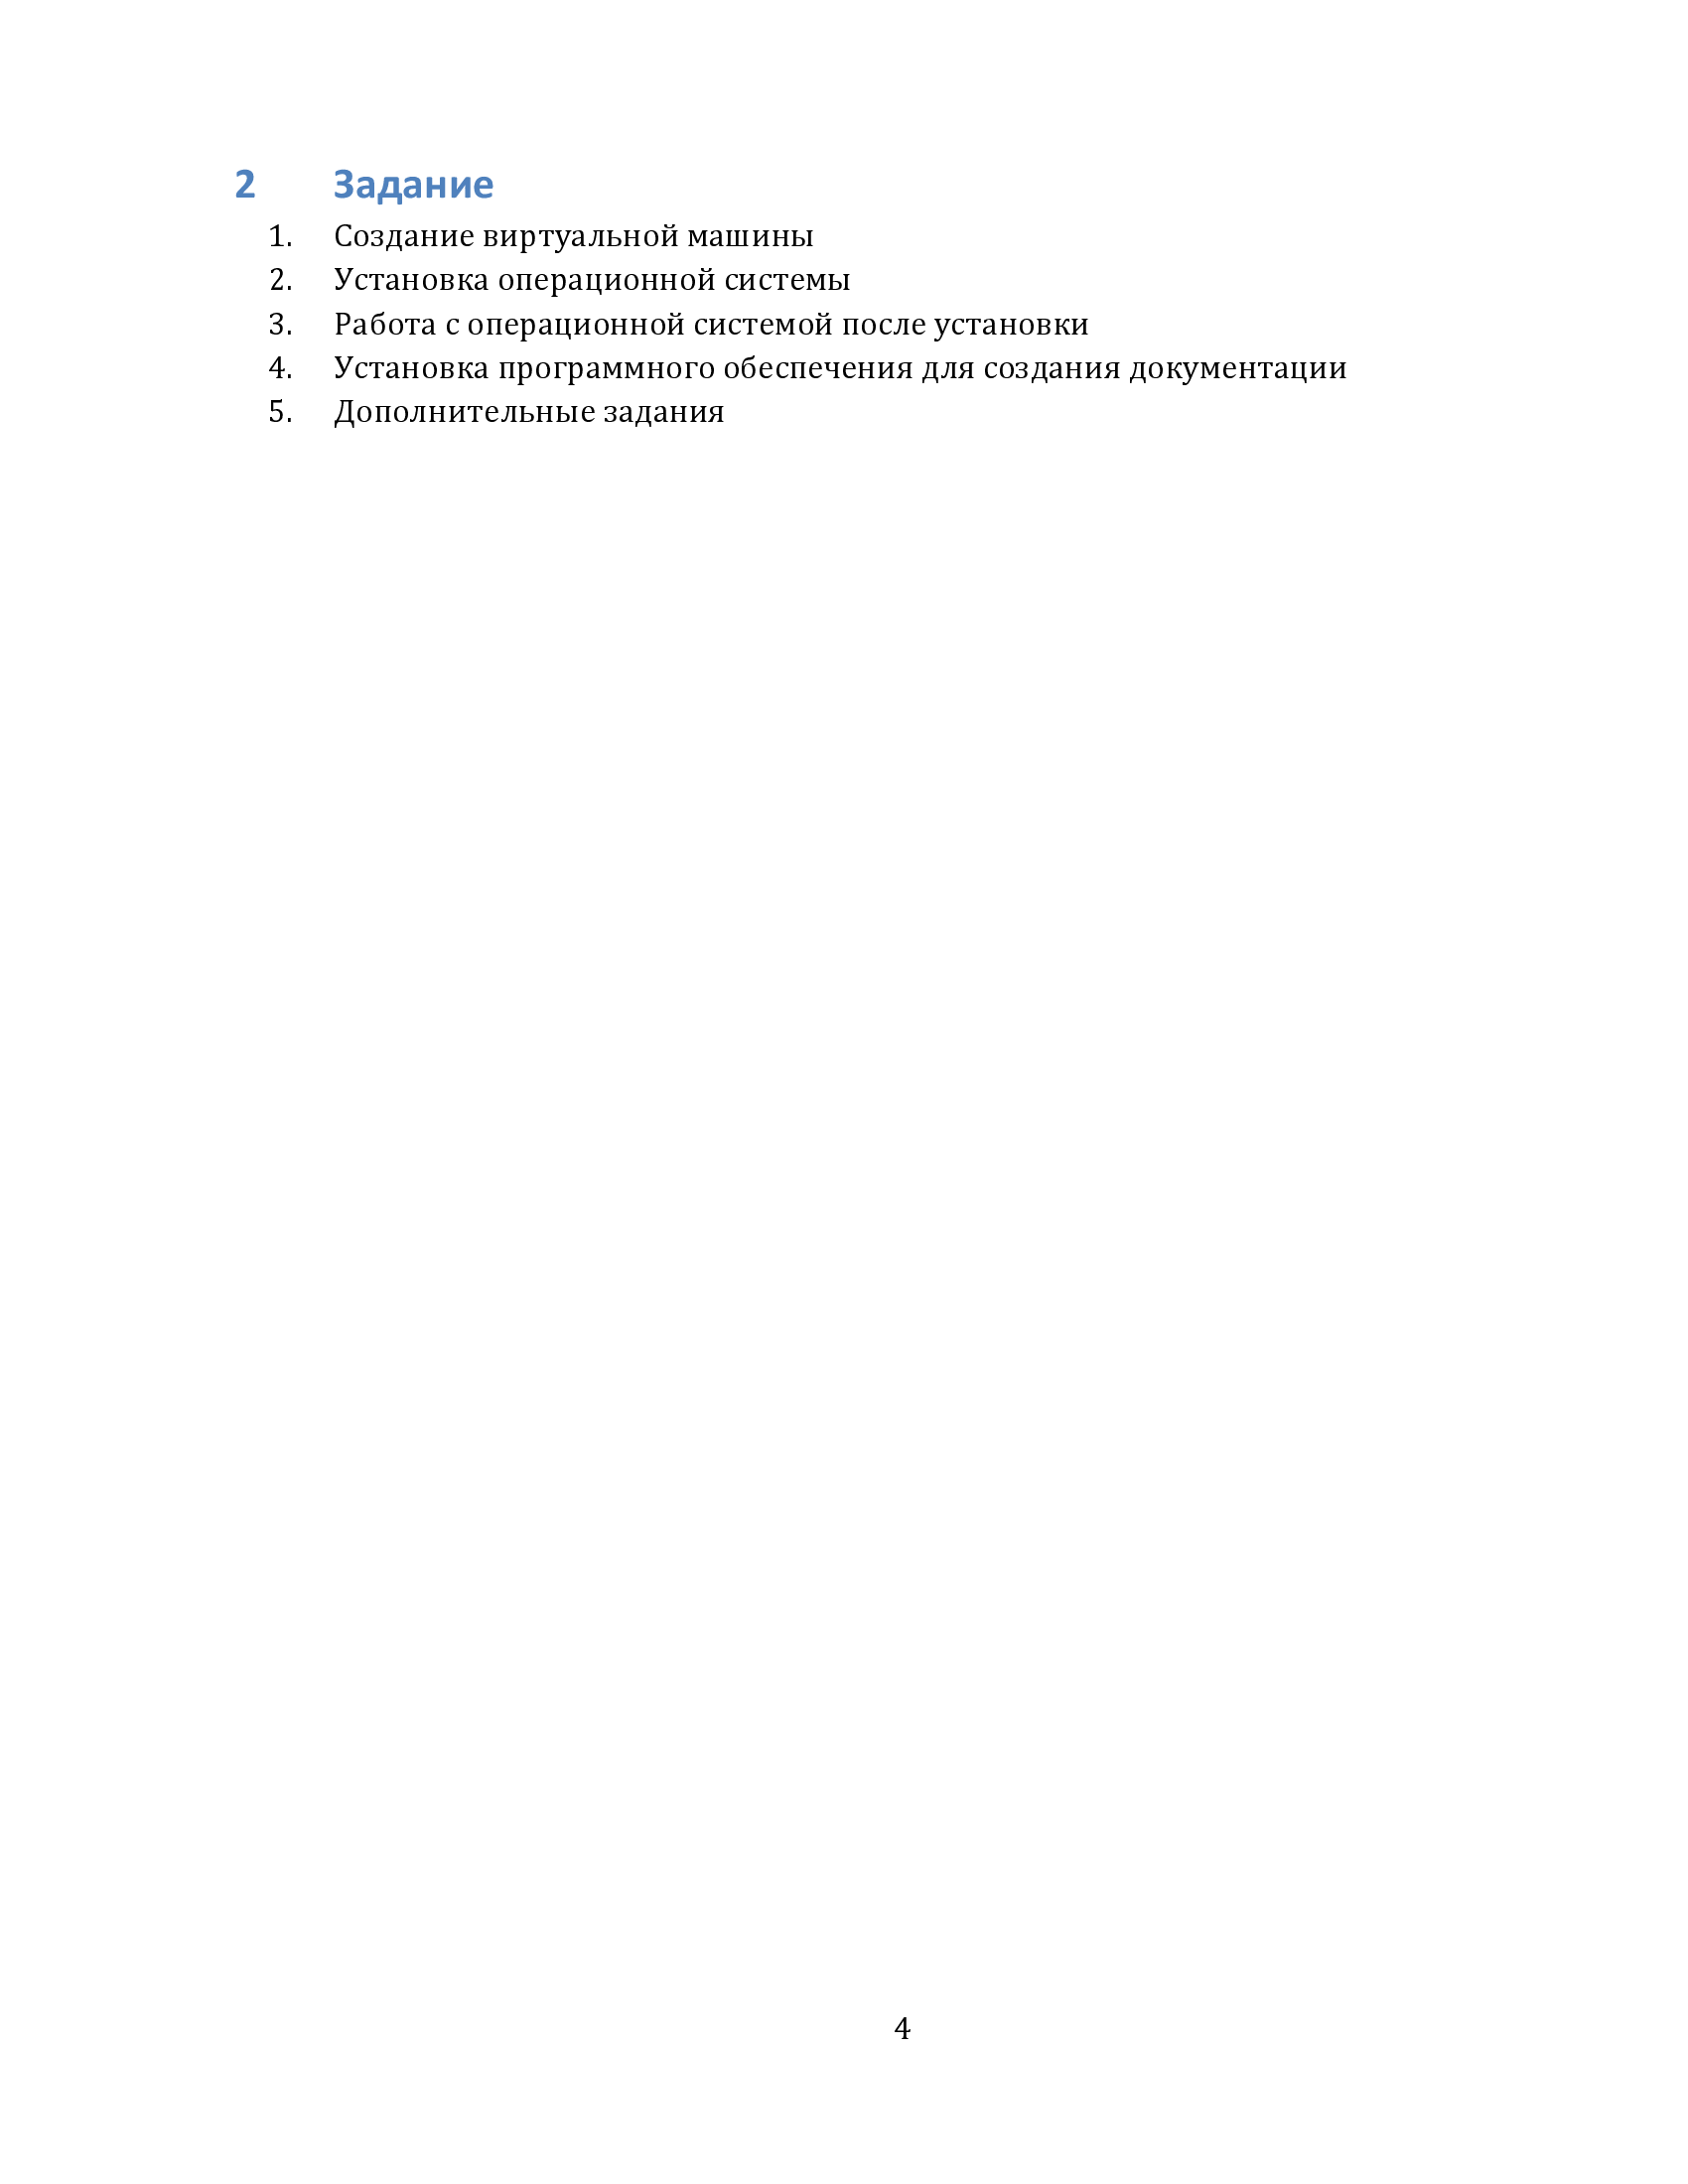 2 Задание
1. Создание виртуальной машины
2. Установка операционной системы
3. Работа с операционной системой после установки
4. Установка программного обеспечения для создания документации
5. Дополнительные задания
4